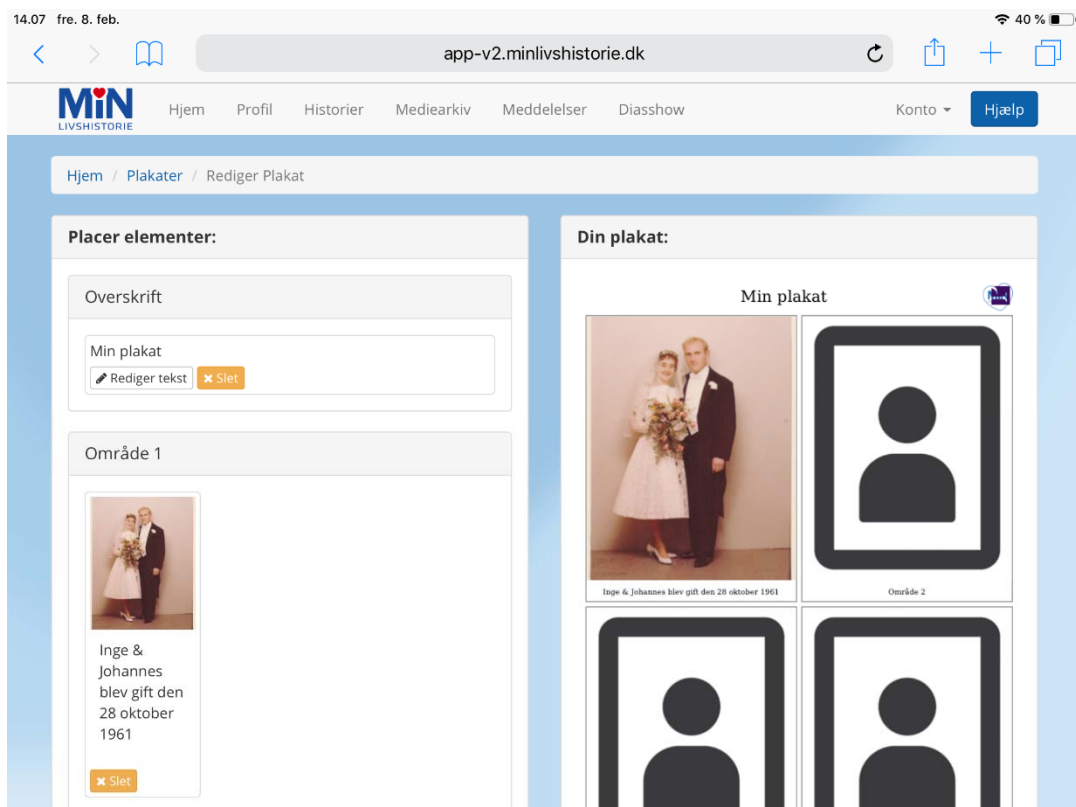 14.07 fre. 8. feb.
40 %
app-v2.minlivshistorie.dk
MiN
LIVSHISTORIE
Hjem Profil Historier Mediearkiv Meddelelser Diasshow Konto Hjælp
Hjem / Plakater / Rediger Plakat
Placer elementer:
Overskrift
Min plakat
Rediger tekst Slet
Område 1
Inge &
Johannes
blev gift den
28 oktober
1961
Slet
Din plakat:
Min plakat
Inge & Johannes blev gift den 28 oktober 1961
Område 2